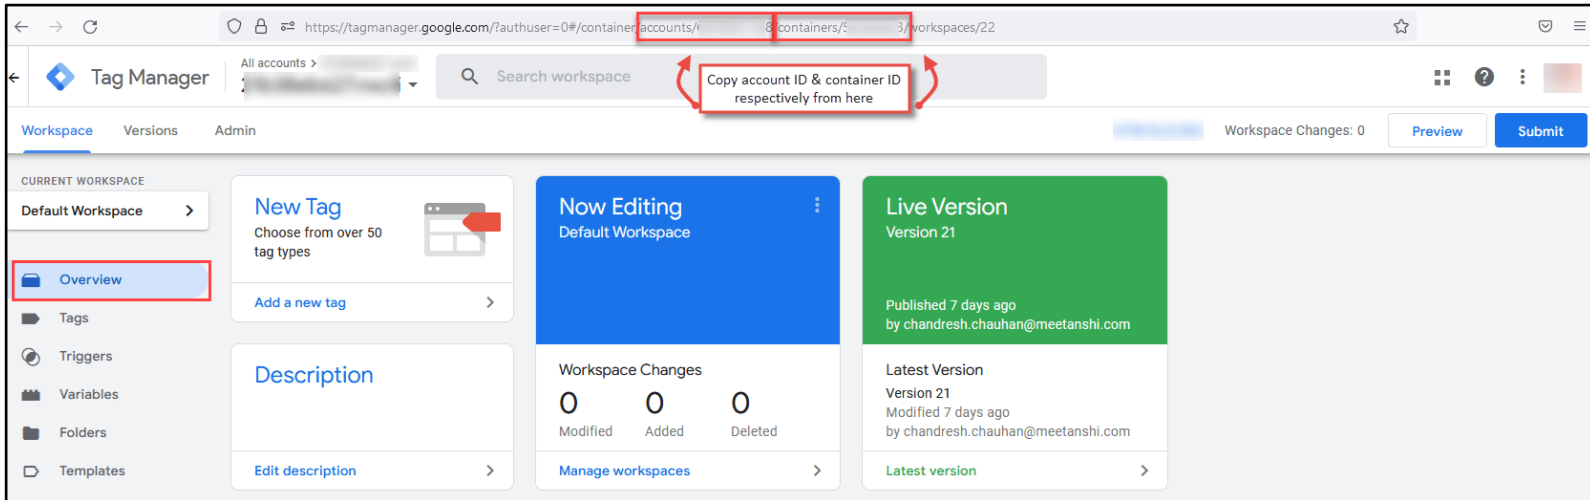 https://tagmanager.google.com/?authuser=0#/container/accounts/ 8/containers/5 3/workspaces/22
Tag Manager
All accounts >
Search workspace
Copy account ID & container ID
respectively from here
Workspace
Versions
Admin
Workspace Changes: 0
Preview
Submit
CURRENT WORKSPACE
Default Workspace
Overview
Tags
Triggers
Variables
Folders
Templates
New Tag
Choose from over 50
tag types
Add a new tag
Description
Edit description
Now Editing
Default Workspace
Workspace Changes
0 0 0
Modified Added Deleted
Manage workspaces
Live Version
Version 21
Published 7 days ago
by chandresh.chauhan@meetanshi.com
Latest Version
Version 21
Modified 7 days ago
by chandresh.chauhan@meetanshi.com
Latest version